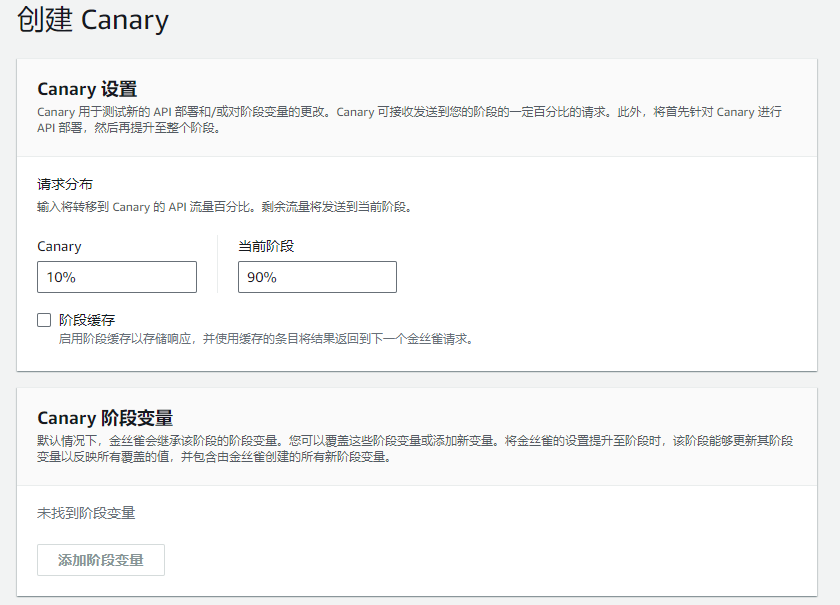 创建 Canary
Canary 设置
Canary 用于测试新的 API 部署和/或对阶段变量的更改。Canary 可接收发送到您的阶段的一定百分比的请求。此外，将首先针对 Canary 进行
API 部署，然后再提升至整个阶段。
请求分布
输入将转移到 Canary 的 API 流量百分比。剩余流量将发送到当前阶段。
Canary
当前阶段
10%
90%
阶段缓存
启用阶段缓存以存储响应，并使用缓存的条目将结果返回到下一个金丝雀请求。
Canary 阶段变量
默认情况下，金丝雀会继承该阶段的阶段变量。您可以覆盖这些阶段变量或添加新变量。将金丝雀的设置提升至阶段时，该阶段能够更新其阶段
变量以反映所有覆盖的值，并包含由金丝雀创建的所有新阶段变量。
未找到阶段变量
添加阶段变量